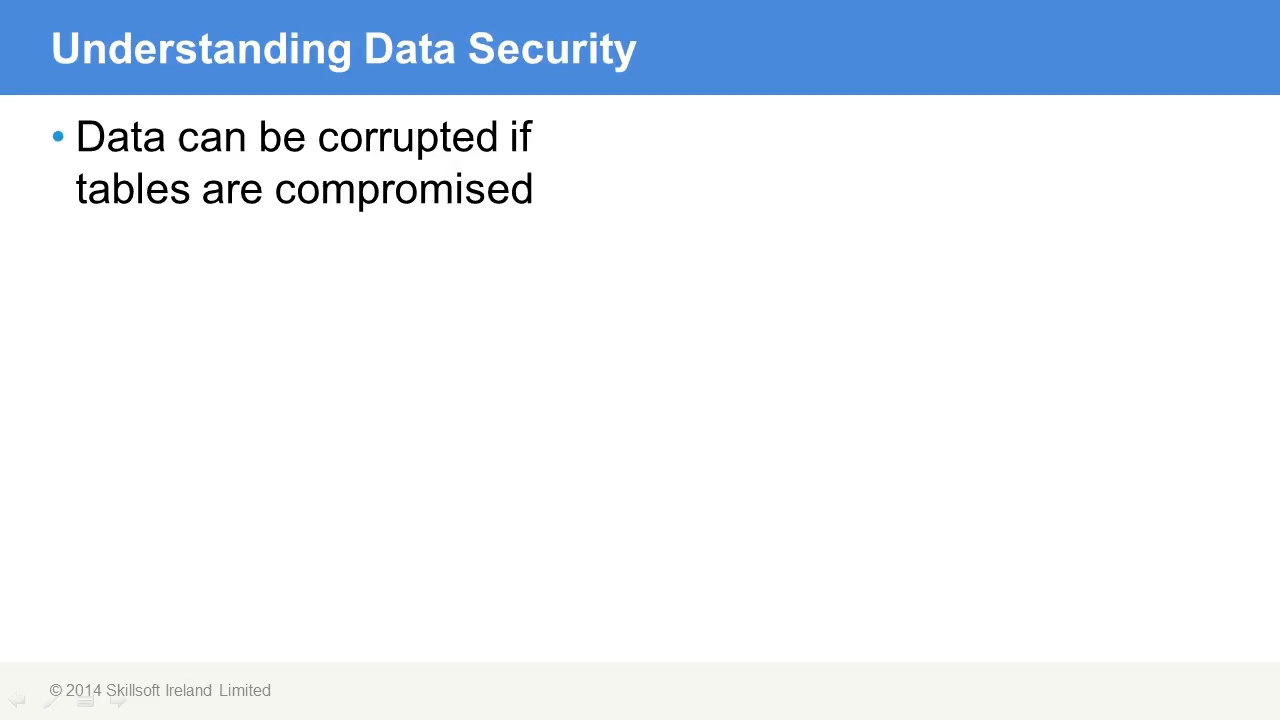 Understanding Data Security
• Data can be corrupted if
tables are compromised
© 2014 Skillsoft Ireland Limited